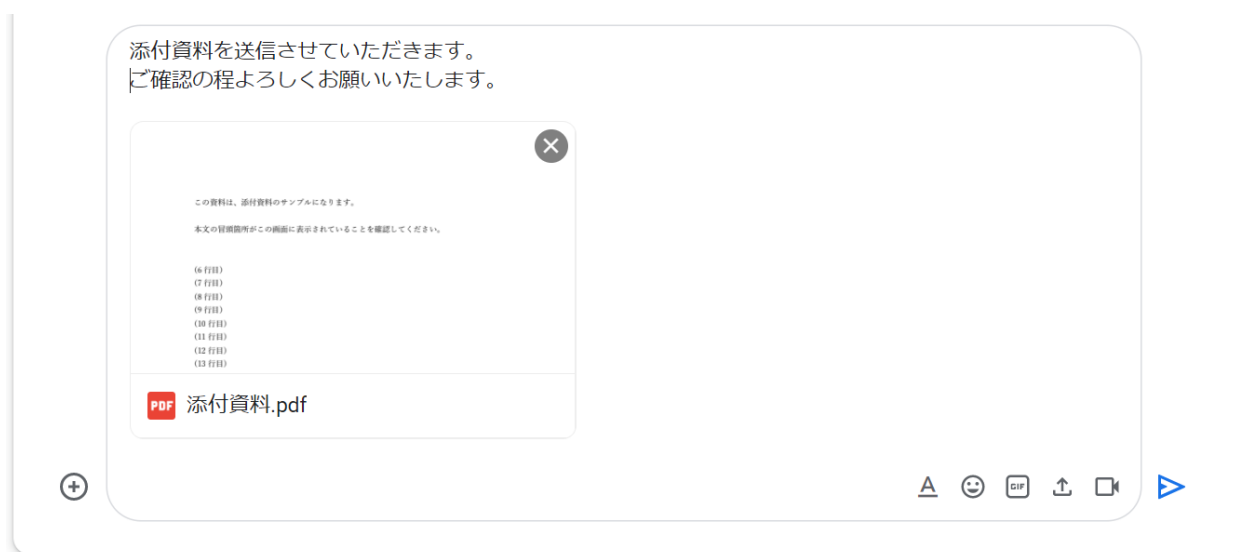 添付資料を送信させていただきます。
ご確認の程よろしくお願いいたします。
この資料は、添付資料のサンプルになります。
本文の冒頭箇所がこの画面に表示されていることを確認してください。
(6 行目)
(7 行目)
(8 行目)
(9 行目)
(10 行目)
(11 行目)
(12 行目)
(13 行目)
PDF 添付資料.pdf
A GIF